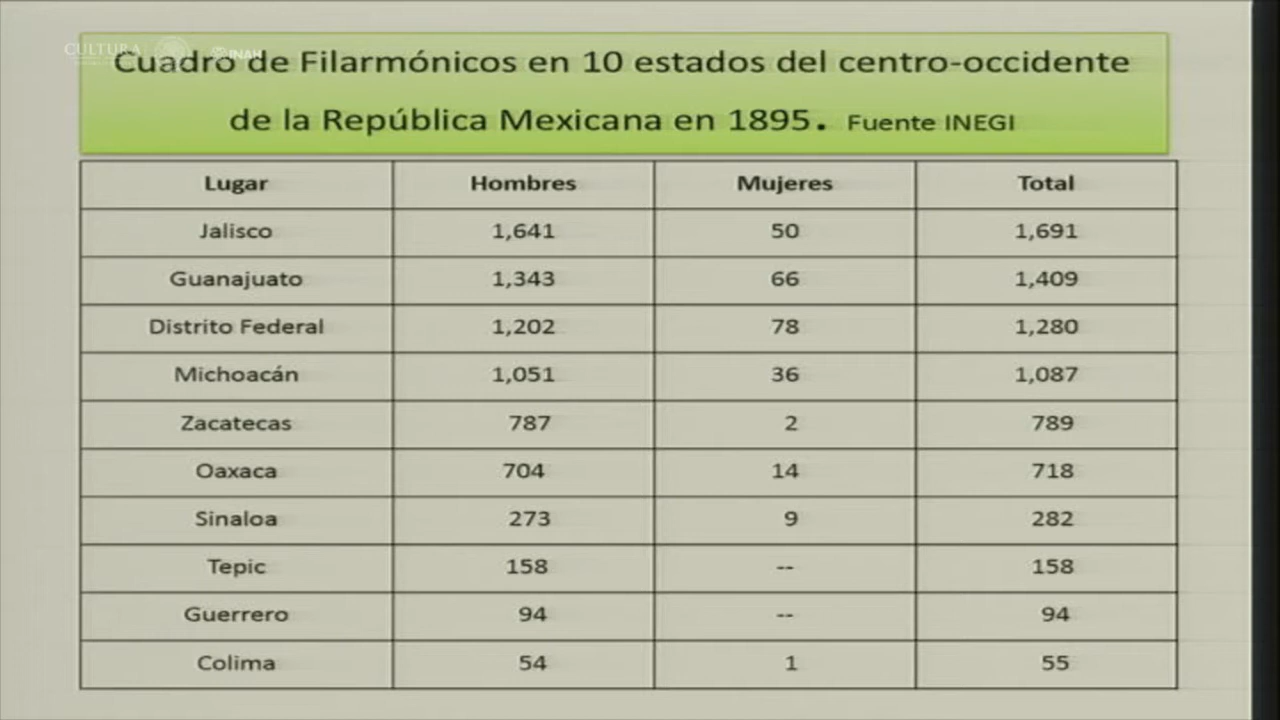 CULTURA INAH
Cuadro de Filarmónicos en 10 estados del centro-occidente
de la República Mexicana en 1895. Fuente INEGI
Lugar Hombres Mujeres Total
Jalisco 1,641 50 1,691
Guanajuato 1,343 66 1,409
Distrito Federal 1,202 78 1,280
Michoacán 1,051 36 1,087
Zacatecas 787 2 789
Oaxaca 704 14 718
Sinaloa 273 9 282
Tepic 158 -- 158
Guerrero 94 -- 94
Colima 54 1 55